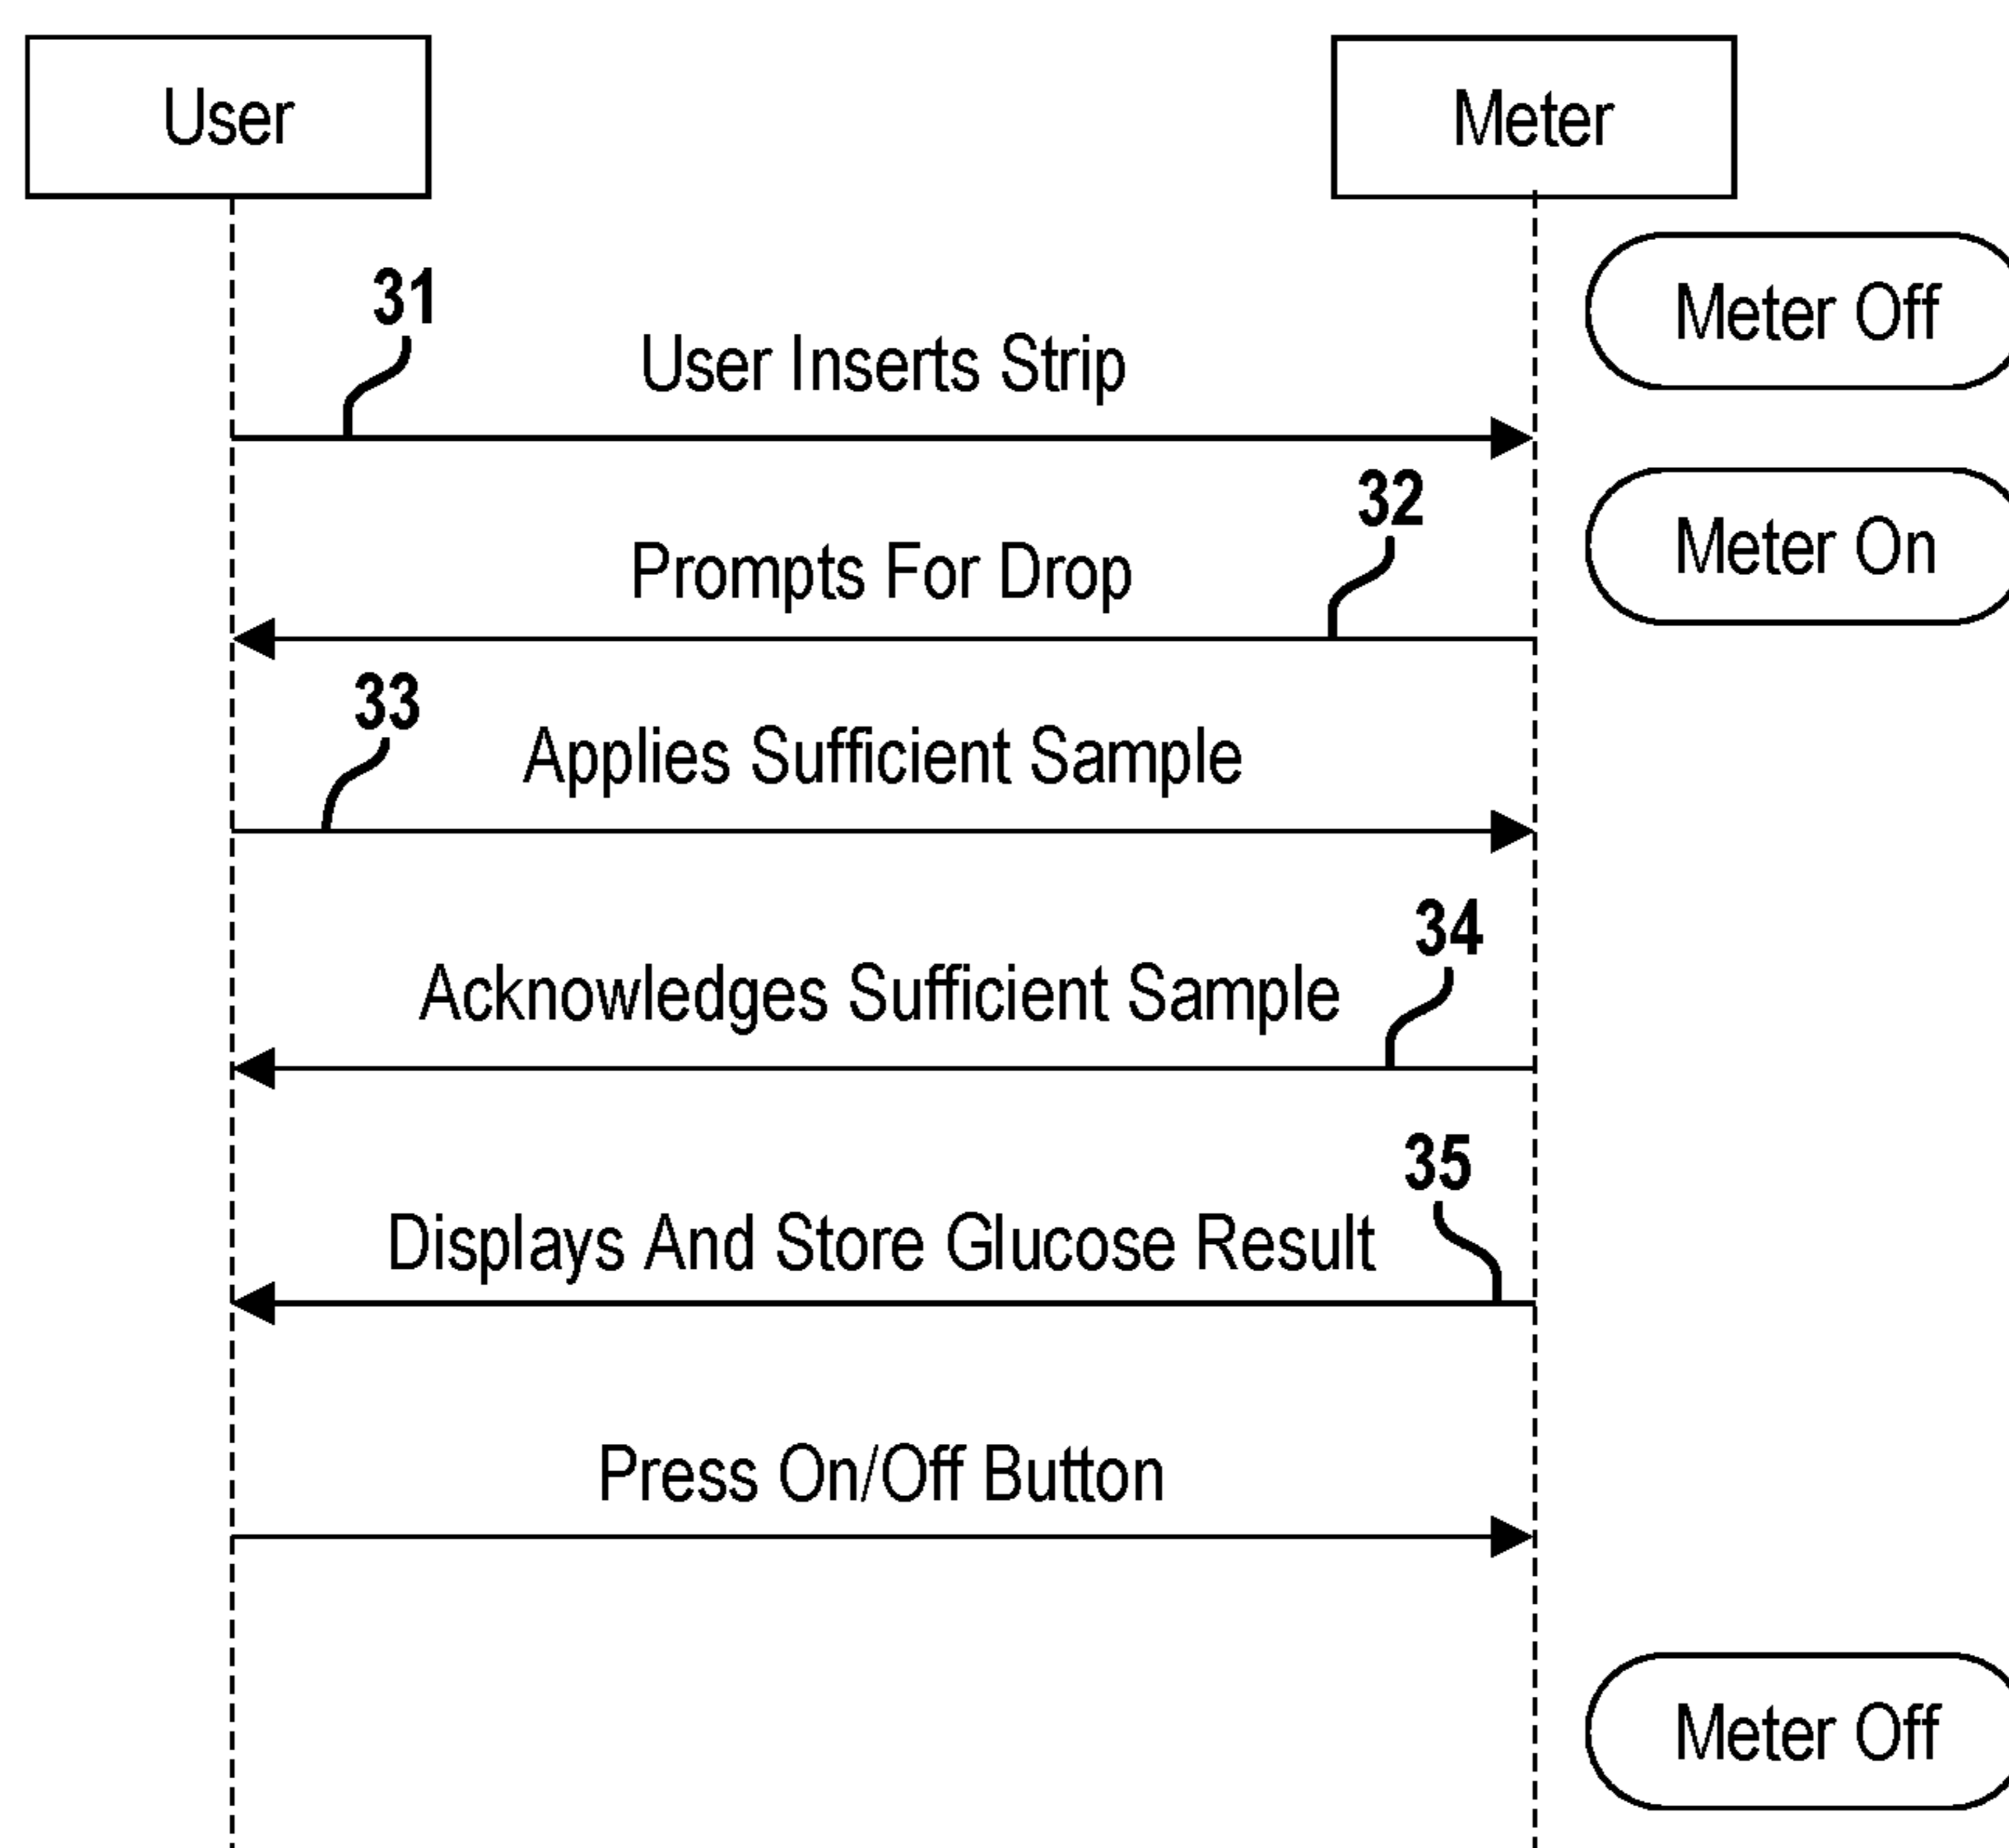 User
Meter
Meter Off
31
User Inserts Strip
32
Meter On
Prompts For Drop
33
Applies Sufficient Sample
34
Acknowledges Sufficient Sample
35
Displays And Store Glucose Result
Press On/Off Button
Meter Off